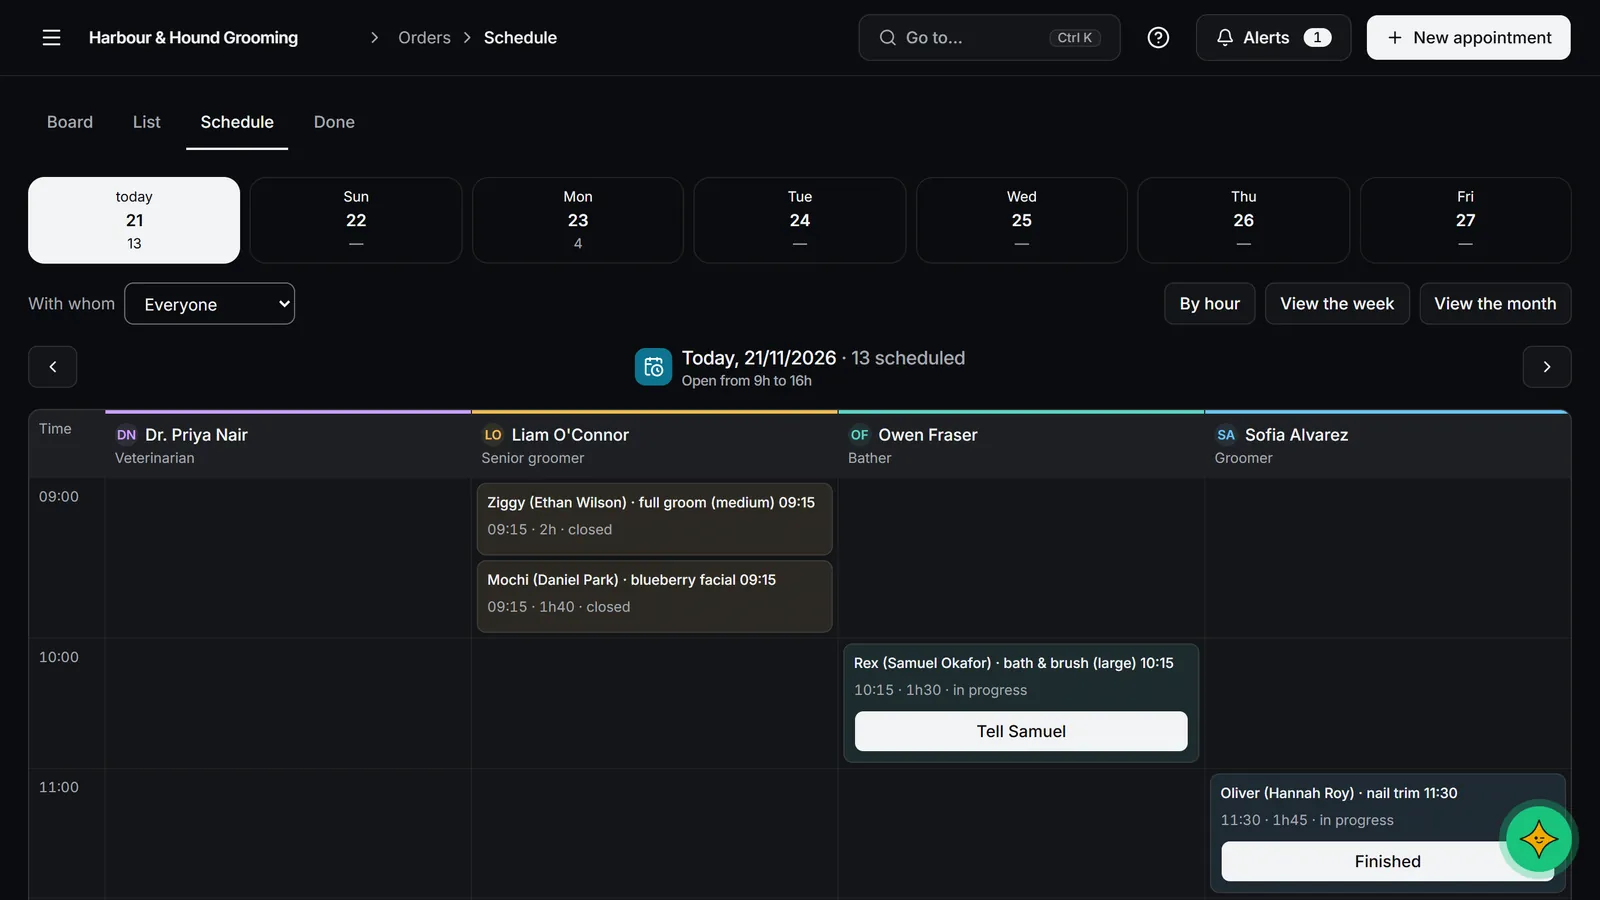 Harbour & Hound Grooming
Orders
Schedule
Go to...
Ctrl K
Alerts
1
New appointment
Board
List
Schedule
Done
today
21
13
Sun
22
—
Mon
23
4
Tue
24
—
Wed
25
—
Thu
26
—
Fri
27
—
With whom
Everyone
By hour
View the week
View the month
Today, 21/11/2026 · 13 scheduled
Open from 9h to 16h
Time
DN
Dr. Priya Nair
Veterinarian
LO
Liam O'Connor
Senior groomer
OF
Owen Fraser
Bather
SA
Sofia Alvarez
Groomer
09:00
Ziggy (Ethan Wilson) · full groom (medium) 09:15
09:15 · 2h · closed
Mochi (Daniel Park) · blueberry facial 09:15
09:15 · 1h40 · closed
10:00
Rex (Samuel Okafor) · bath & brush (large) 10:15
10:15 · 1h30 · in progress
Tell Samuel
11:00
Oliver (Hannah Roy) · nail trim 11:30
11:30 · 1h45 · in progress
Finished